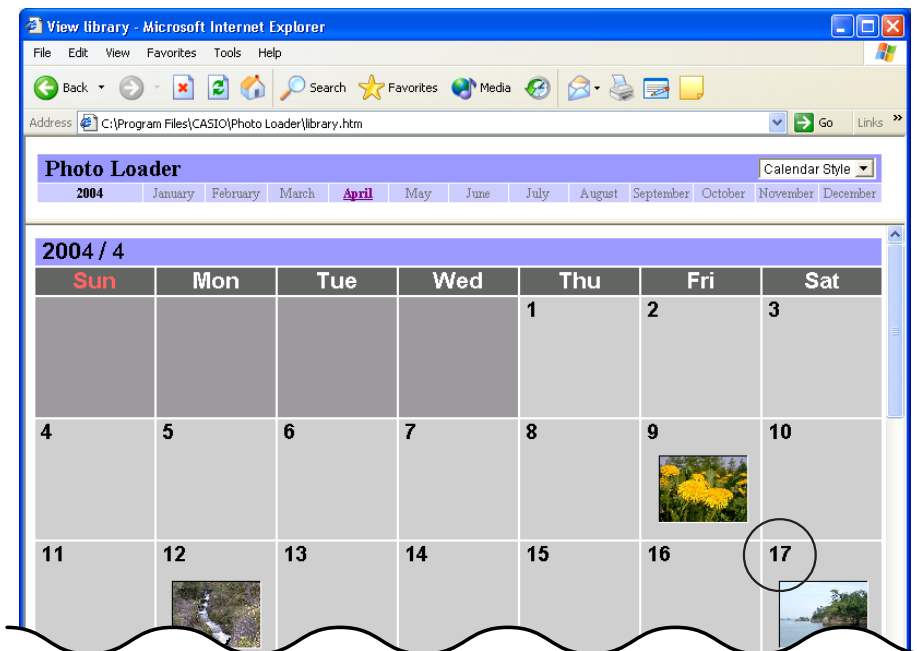 View library - Microsoft Internet Explorer
File Edit View Favorites Tools Help
Back Search Favorites Media
Address C:\Program Files\CASIO\Photo Loader\library.htm Go Links »
Photo Loader Calendar Style
2004 January February March April May June July August September October November December
2004 / 4
Sun Mon Tue Wed Thu Fri Sat
1 2 3
4 5 6 7 8 9 10
11 12 13 14 15 16 17